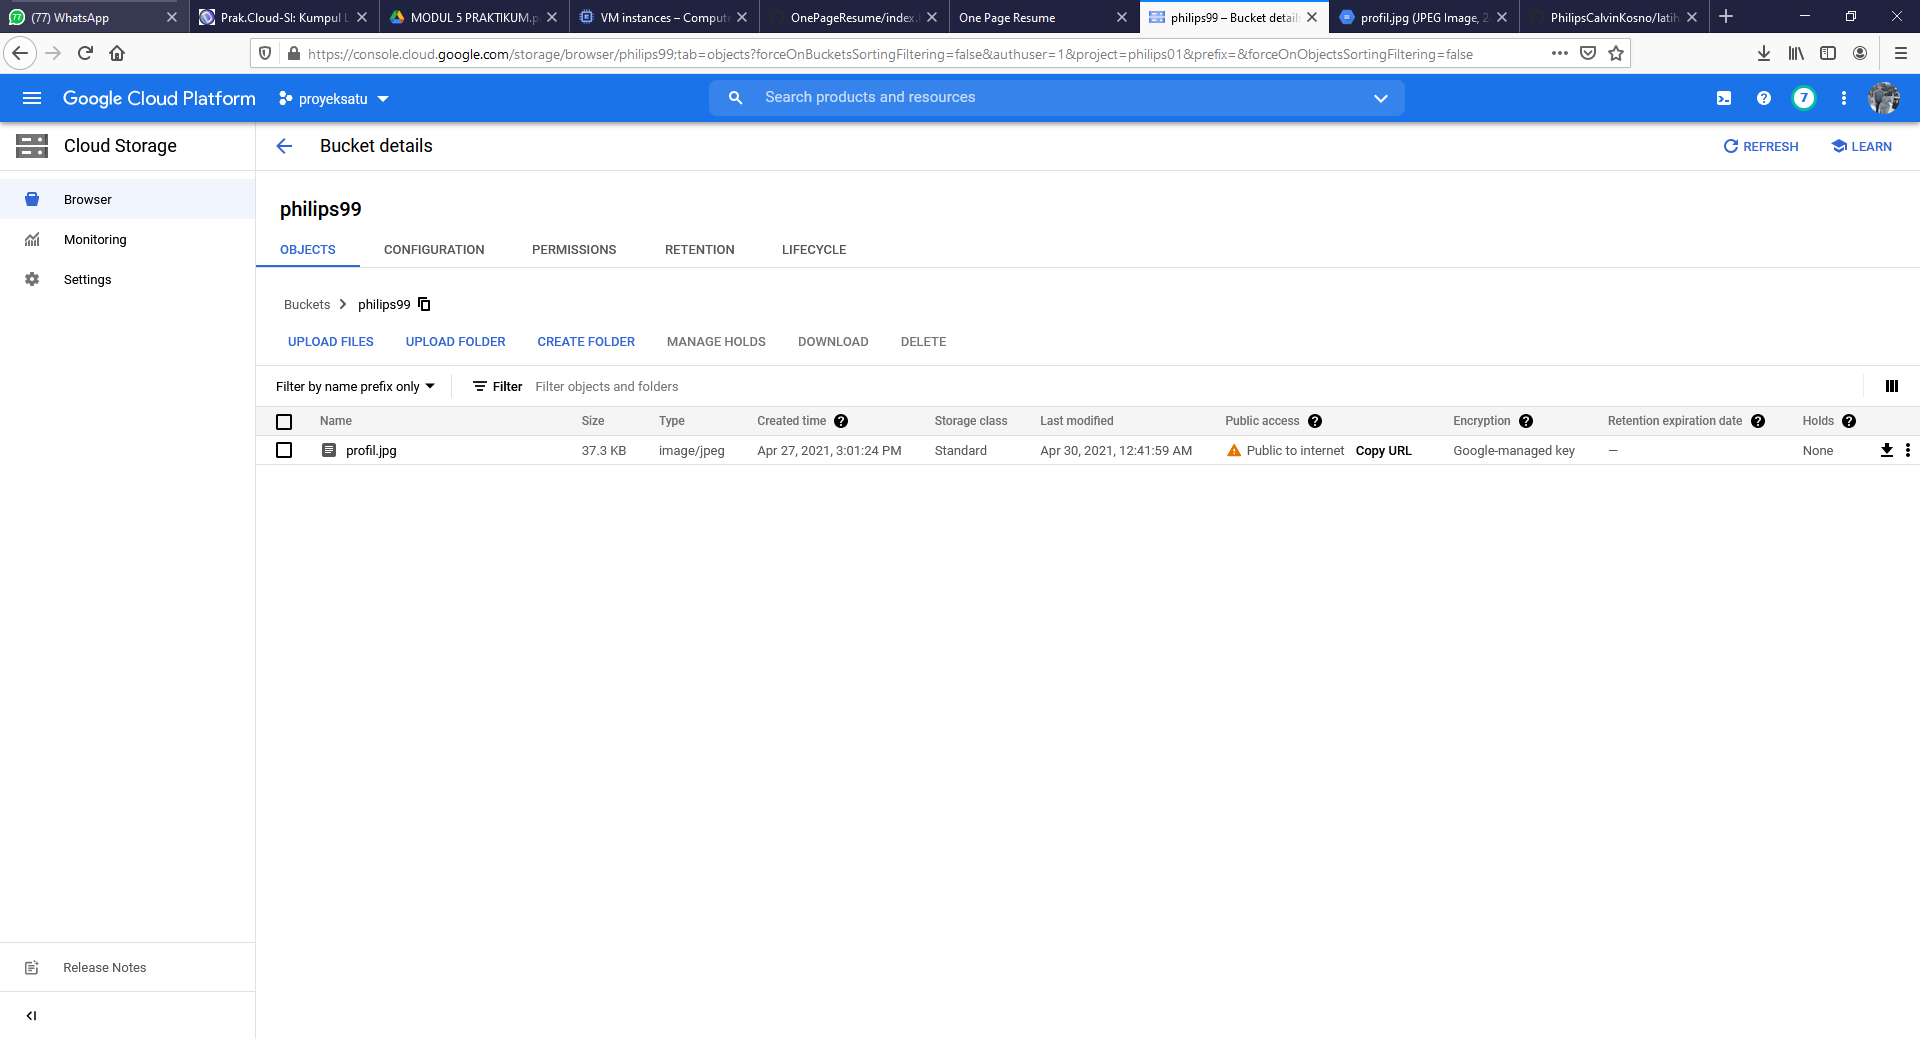 (77) WhatsApp
Prak.Cloud-SI: Kumpul L
MODUL 5 PRAKTIKUM.p
VM instances – Compute
OnePageResume/index.
One Page Resume
philips99 – Bucket details
profil.jpg (JPEG Image, 2
PhilipsCalvinKosno/latih
https://console.cloud.google.com/storage/browser/philips99;tab=objects?forceOnBucketsSortingFiltering=false&authuser=1&project=philips01&prefix=&forceOnObjectsSortingFiltering=false
Google Cloud Platform
proyeksatu
Search products and resources
7
Cloud Storage
Bucket details
REFRESH
LEARN
Browser
Monitoring
Settings
philips99
OBJECTS CONFIGURATION PERMISSIONS RETENTION LIFECYCLE
Buckets philips99
UPLOAD FILES UPLOAD FOLDER CREATE FOLDER MANAGE HOLDS DOWNLOAD DELETE
Filter by name prefix only Filter Filter objects and folders
Name Size Type Created time Storage class Last modified Public access Encryption Retention expiration date Holds
profil.jpg 37.3 KB image/jpeg Apr 27, 2021, 3:01:24 PM Standard Apr 30, 2021, 12:41:59 AM Public to internet Copy URL Google-managed key — None
Release Notes